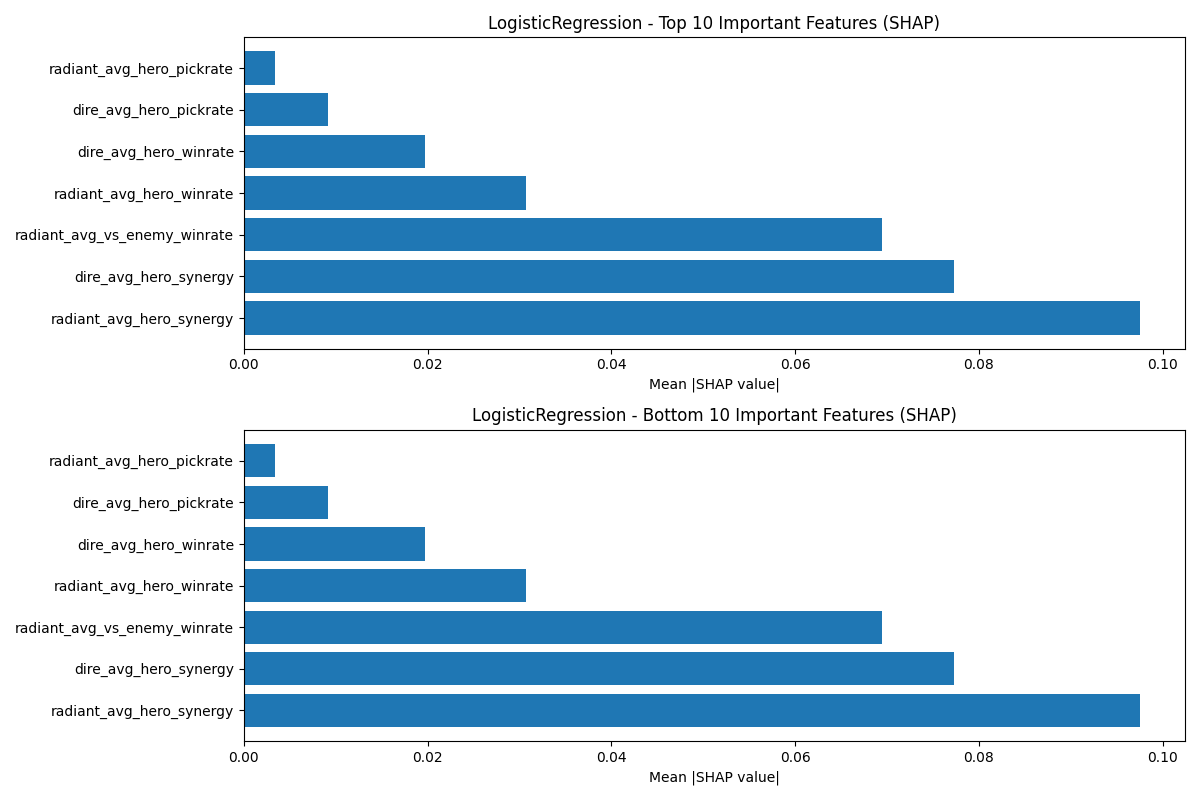 LogisticRegression - Top 10 Important Features (SHAP)
radiant_avg_hero_pickrate
dire_avg_hero_pickrate
dire_avg_hero_winrate
radiant_avg_hero_winrate
radiant_avg_vs_enemy_winrate
dire_avg_hero_synergy
radiant_avg_hero_synergy
0.00 0.02 0.04 0.06 0.08 0.10
Mean |SHAP value|
LogisticRegression - Bottom 10 Important Features (SHAP)
radiant_avg_hero_pickrate
dire_avg_hero_pickrate
dire_avg_hero_winrate
radiant_avg_hero_winrate
radiant_avg_vs_enemy_winrate
dire_avg_hero_synergy
radiant_avg_hero_synergy
0.00 0.02 0.04 0.06 0.08 0.10
Mean |SHAP value|